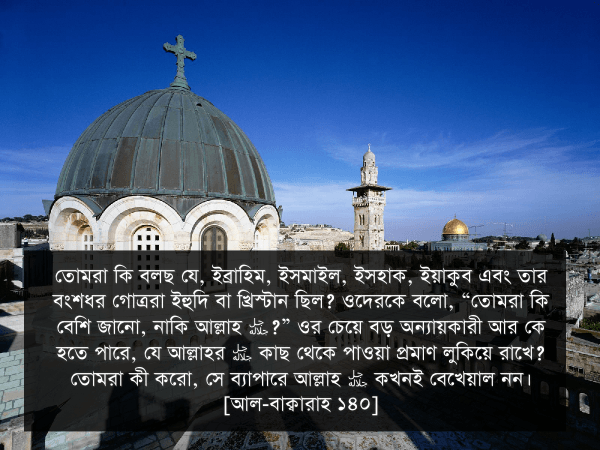 তোমরা কি বলছ যে, ইব্রাহিম, ইসমাইল, ইসহাক, ইয়াকুব এবং তার
বংশধর গোত্ররা ইহুদি বা খ্রিস্টান ছিল? ওদেরকে বলো, “তোমরা কি
বেশি জানো, নাকি আল্লাহ ﷻ?” ওর চেয়ে বড় অন্যায়কারী আর কে
হতে পারে, যে আল্লাহর ﷻ কাছ থেকে পাওয়া প্রমাণ লুকিয়ে রাখে?
তোমরা কী করো, সে ব্যাপারে আল্লাহ ﷻ কখনই বেখেয়াল নন।
[আল-বাক্বারাহ ১৪০]